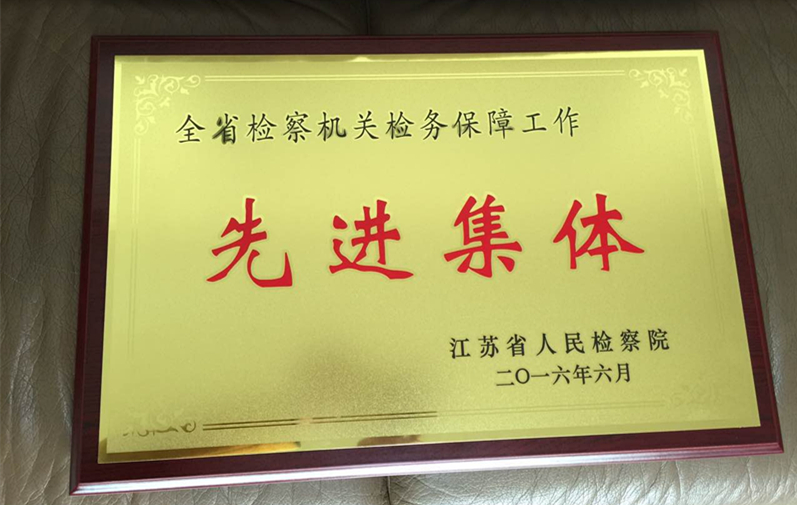 全省检察机关检务保障工作
先进集体
江苏省人民检察院
二〇一六年六月